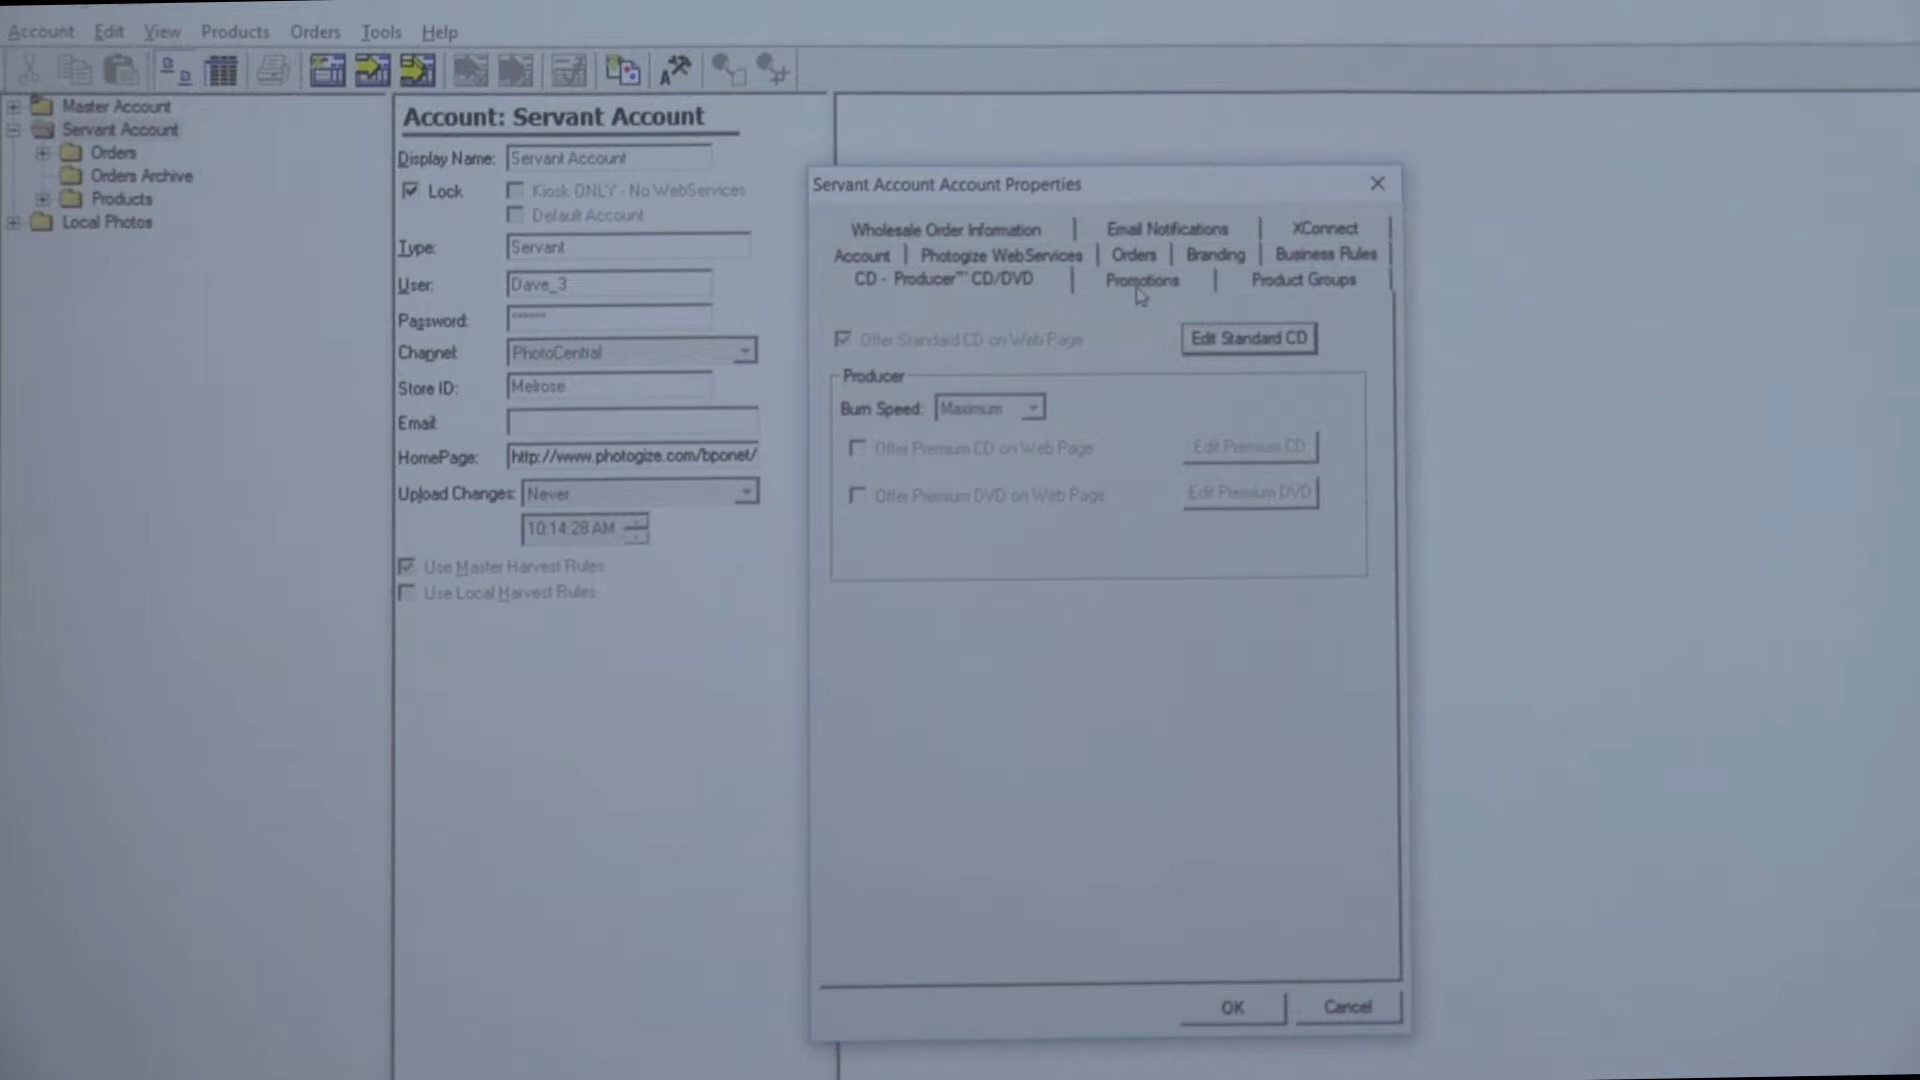 Account Edit View Products Orders Tools Help
Master Account
Servant Account
Orders
Orders Archive
Products
Local Photos
Account: Servant Account
Display Name: Servant Account
Lock Kiosk ONLY - No WebServices
Default Account
Type: Servant
User: Dave_3
Password: ******
Channel: PhotoCentral
Store ID: Melrose
Email:
HomePage: http://www.photogize.com/bponet/
Upload Changes: Never
10:14:28 AM
Use Master Harvest Rules
Use Local Harvest Rules
Servant Account Account Properties
Wholesale Order Information Email Notifications XConnect
Account Photogize WebServices Orders Branding Business Rules
CD - Producer™ CD/DVD Promotions Product Groups
Offer Standard CD on Web Page Edit Standard CD
Producer
Burn Speed: Maximum
Offer Premium CD on Web Page Edit Premium CD
Offer Premium DVD on Web Page Edit Premium DVD
OK Cancel